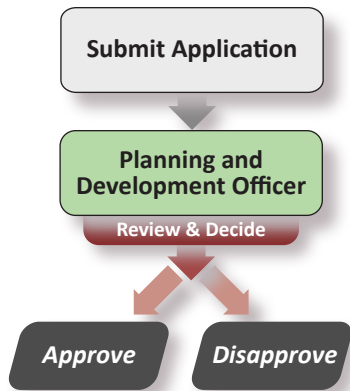 Submit Application
Planning and
Development Officer
Review & Decide
Approve
Disapprove